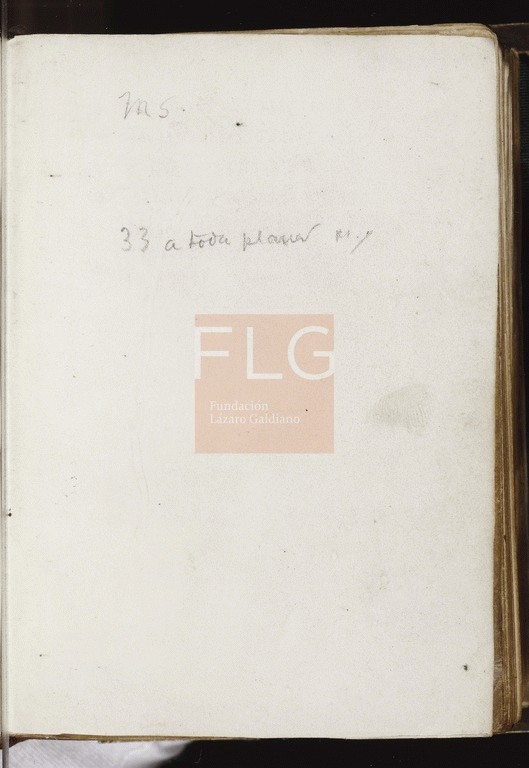 Ms.
33 a toda plana
FLG
Fundación
Lázaro Galdiano